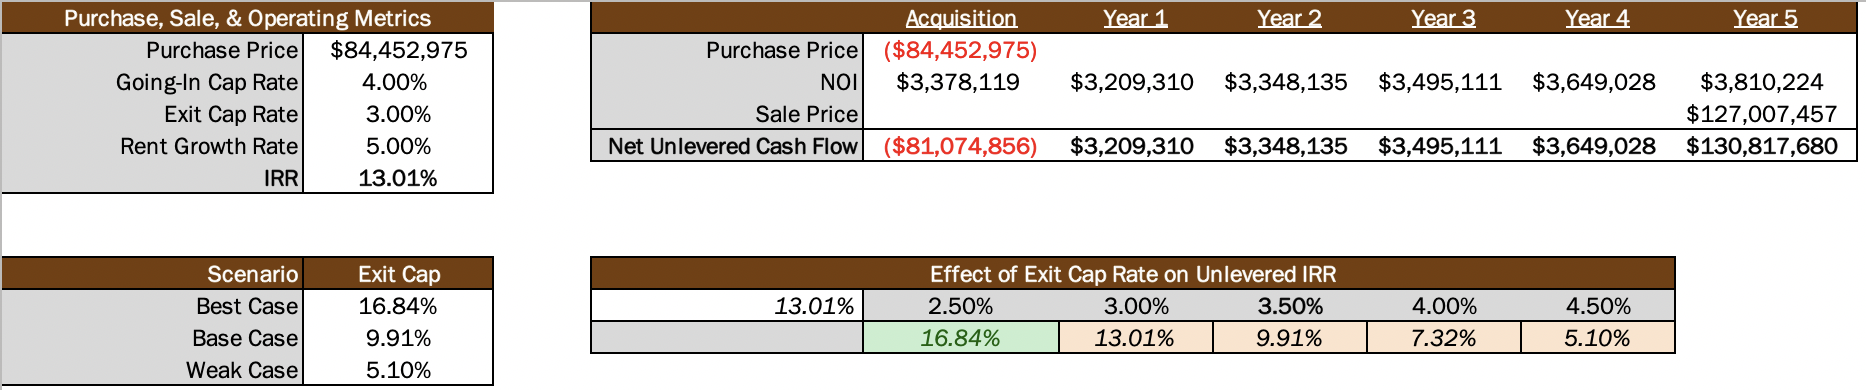 Purchase, Sale, & Operating Metrics
Purchase Price $84,452,975
Going-In Cap Rate 4.00%
Exit Cap Rate 3.00%
Rent Growth Rate 5.00%
IRR 13.01%
Acquisition Year 1 Year 2 Year 3 Year 4 Year 5
Purchase Price ($84,452,975)
NOI $3,378,119 $3,209,310 $3,348,135 $3,495,111 $3,649,028 $3,810,224
Sale Price $127,007,457
Net Unlevered Cash Flow ($81,074,856) $3,209,310 $3,348,135 $3,495,111 $3,649,028 $130,817,680
Scenario Exit Cap
Best Case 16.84%
Base Case 9.91%
Weak Case 5.10%
Effect of Exit Cap Rate on Unlevered IRR
13.01% 2.50% 3.00% 3.50% 4.00% 4.50%
16.84% 13.01% 9.91% 7.32% 5.10%